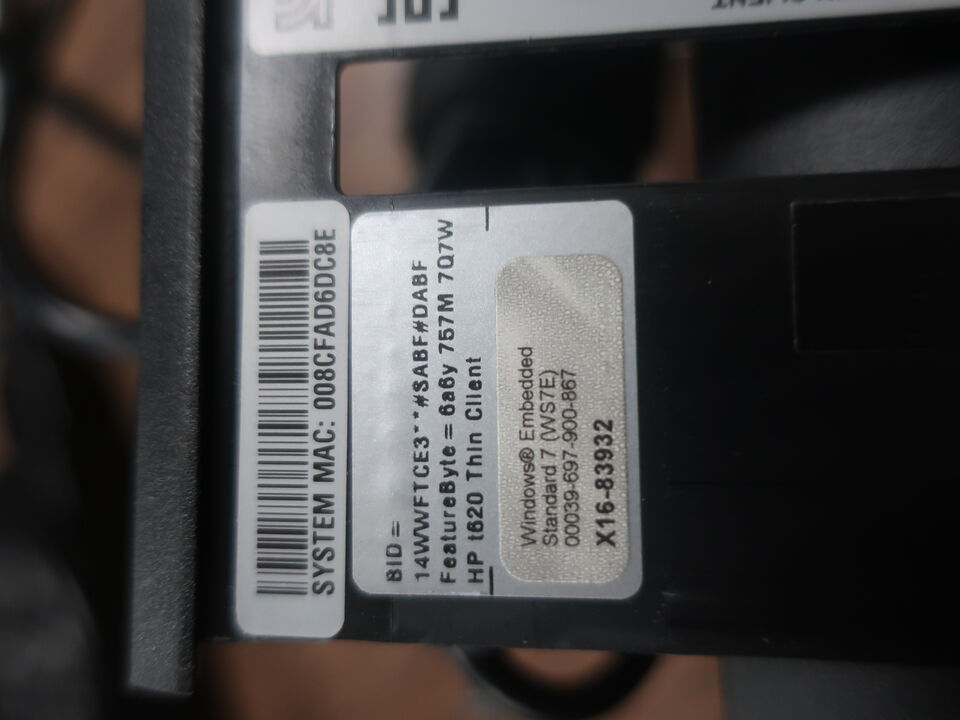 CLIENT
SYSTEM MAC: 008CFAD6DC8E
BID=
14WWFTCE3**#SABF#DABF
FeatureByte = 6a6y 757M 7Q7W
HP t620 Thin Client
Windows® Embedded
Standard 7 (WS7E)
00039-697-900-867
X16-83932